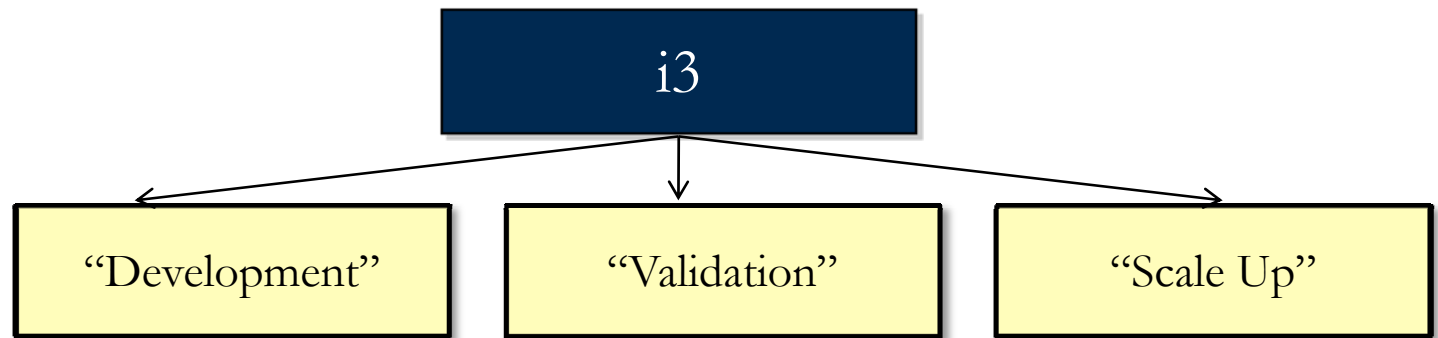 i3
“Development”
“Validation”
“Scale Up”